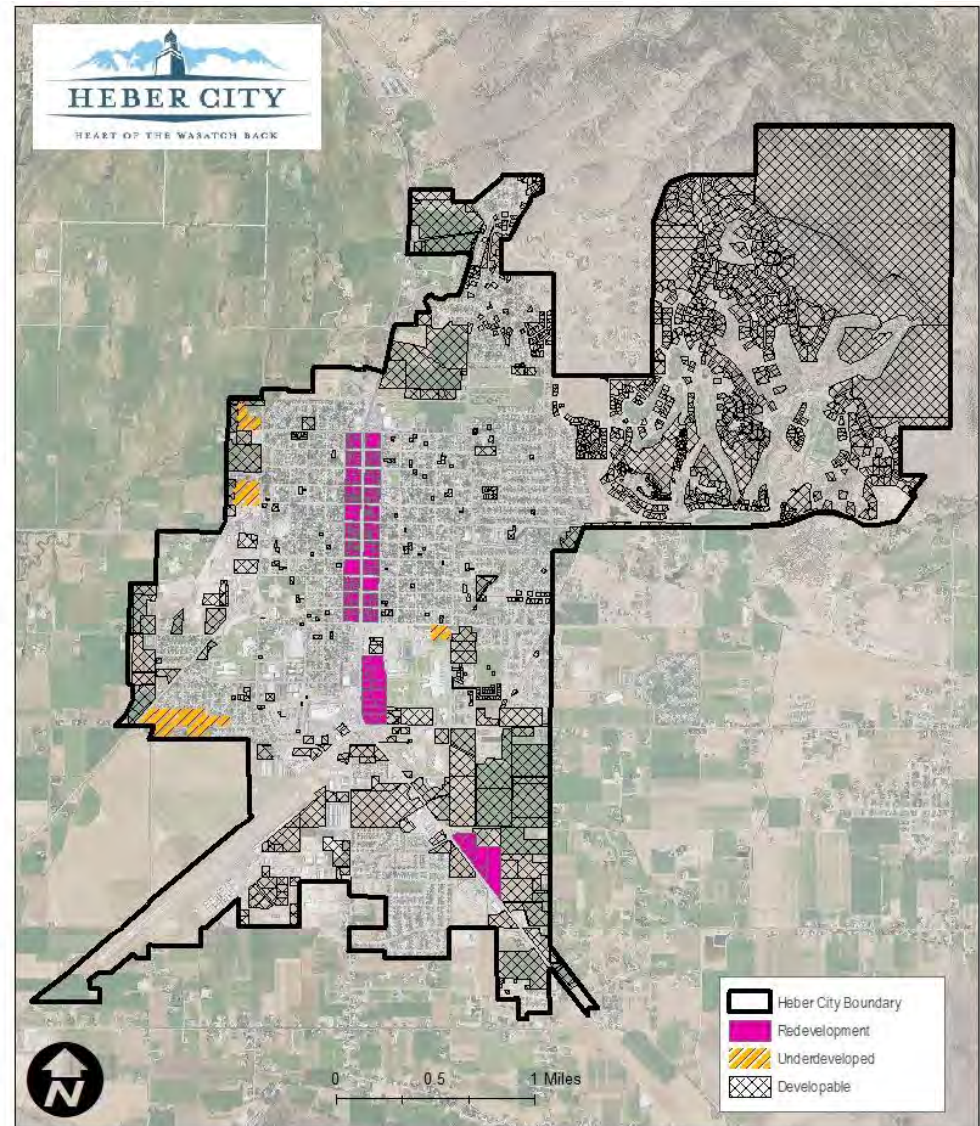 HEBER CITY
HEART OF THE WASATCH BACK
Heber City Boundary
Redevelopment
Underdeveloped
Developable
N
0 0.5 1 Miles